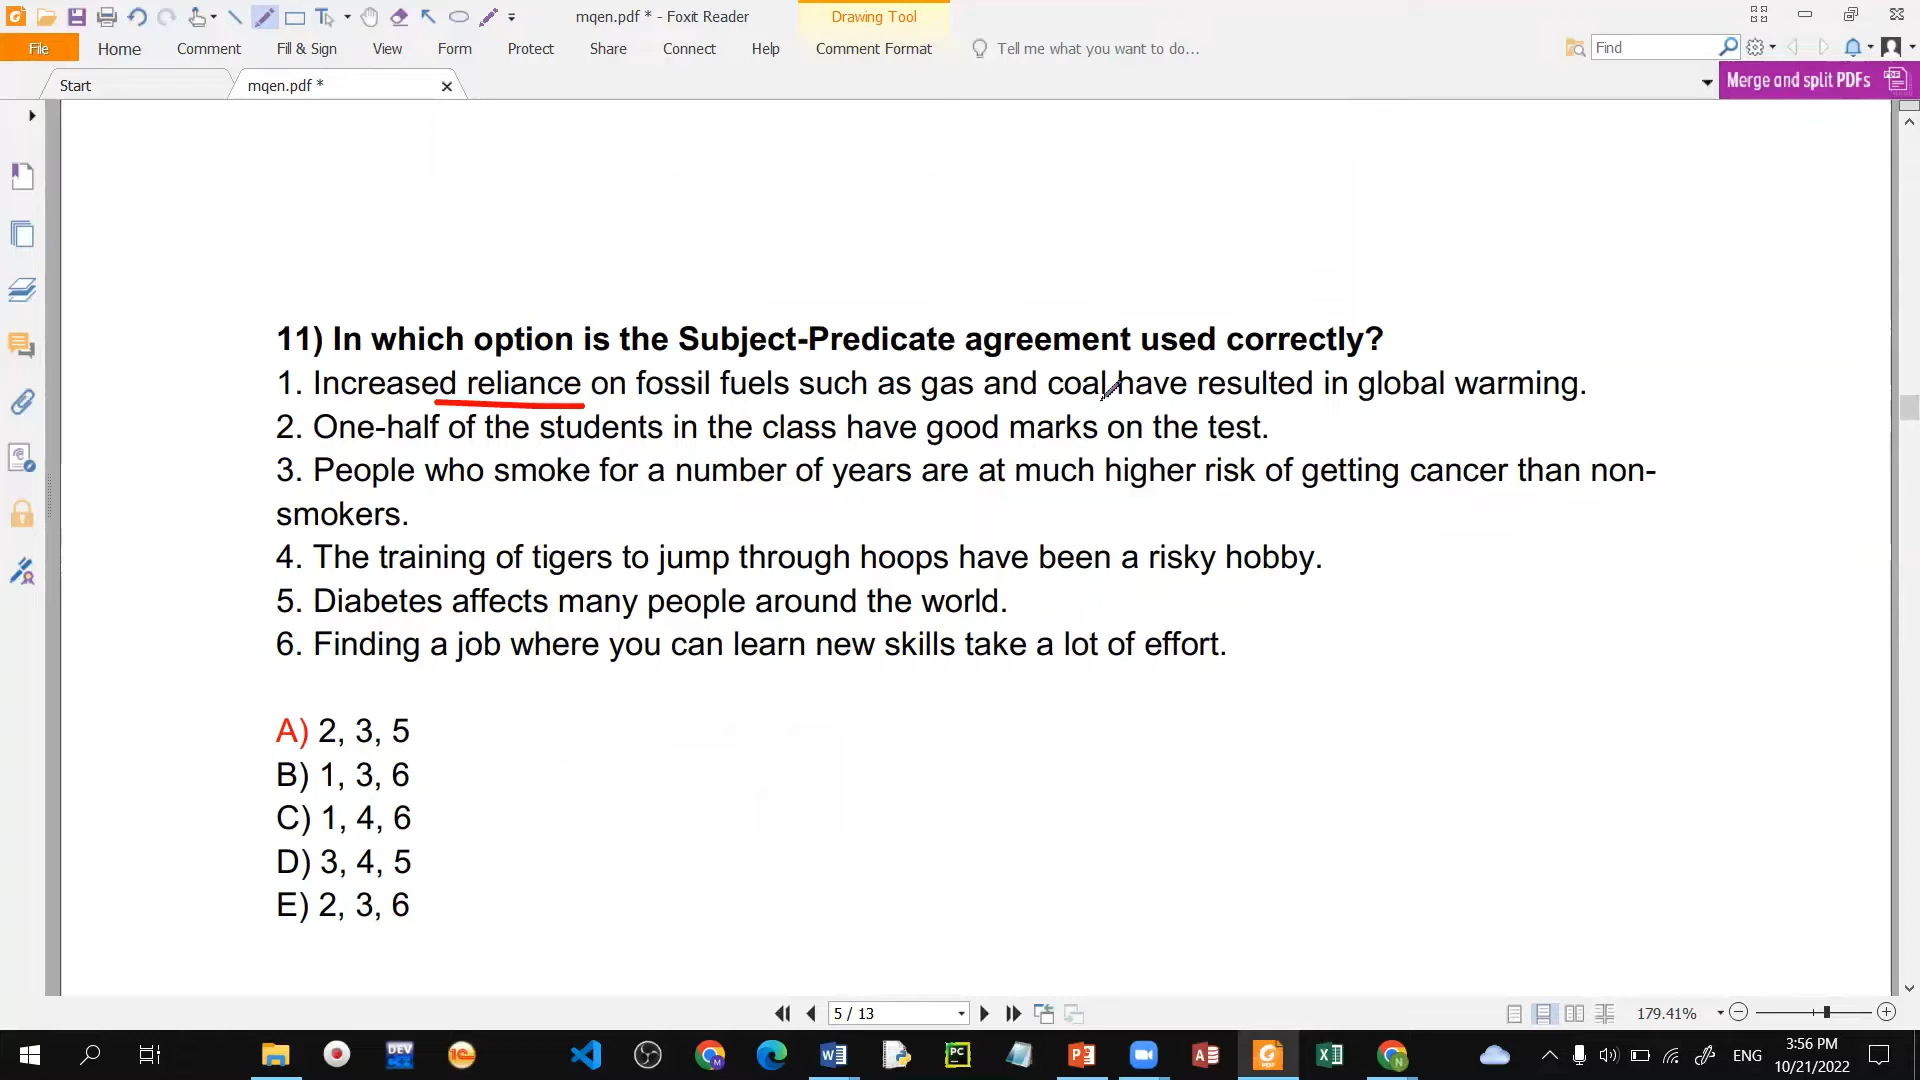 mqen.pdf * - Foxit Reader
Drawing Tool
File
Home
Comment
Fill & Sign
View
Form
Protect
Share
Connect
Help
Comment Format
Tell me what you want to do...
Find
Start
mqen.pdf *
Merge and split PDFs
11) In which option is the Subject-Predicate agreement used correctly?
1. Increased reliance on fossil fuels such as gas and coal have resulted in global warming.
2. One-half of the students in the class have good marks on the test.
3. People who smoke for a number of years are at much higher risk of getting cancer than non-
smokers.
4. The training of tigers to jump through hoops have been a risky hobby.
5. Diabetes affects many people around the world.
6. Finding a job where you can learn new skills take a lot of effort.
A) 2, 3, 5
B) 1, 3, 6
C) 1, 4, 6
D) 3, 4, 5
E) 2, 3, 6
5 / 13
179.41%
ENG
3:56 PM
10/21/2022